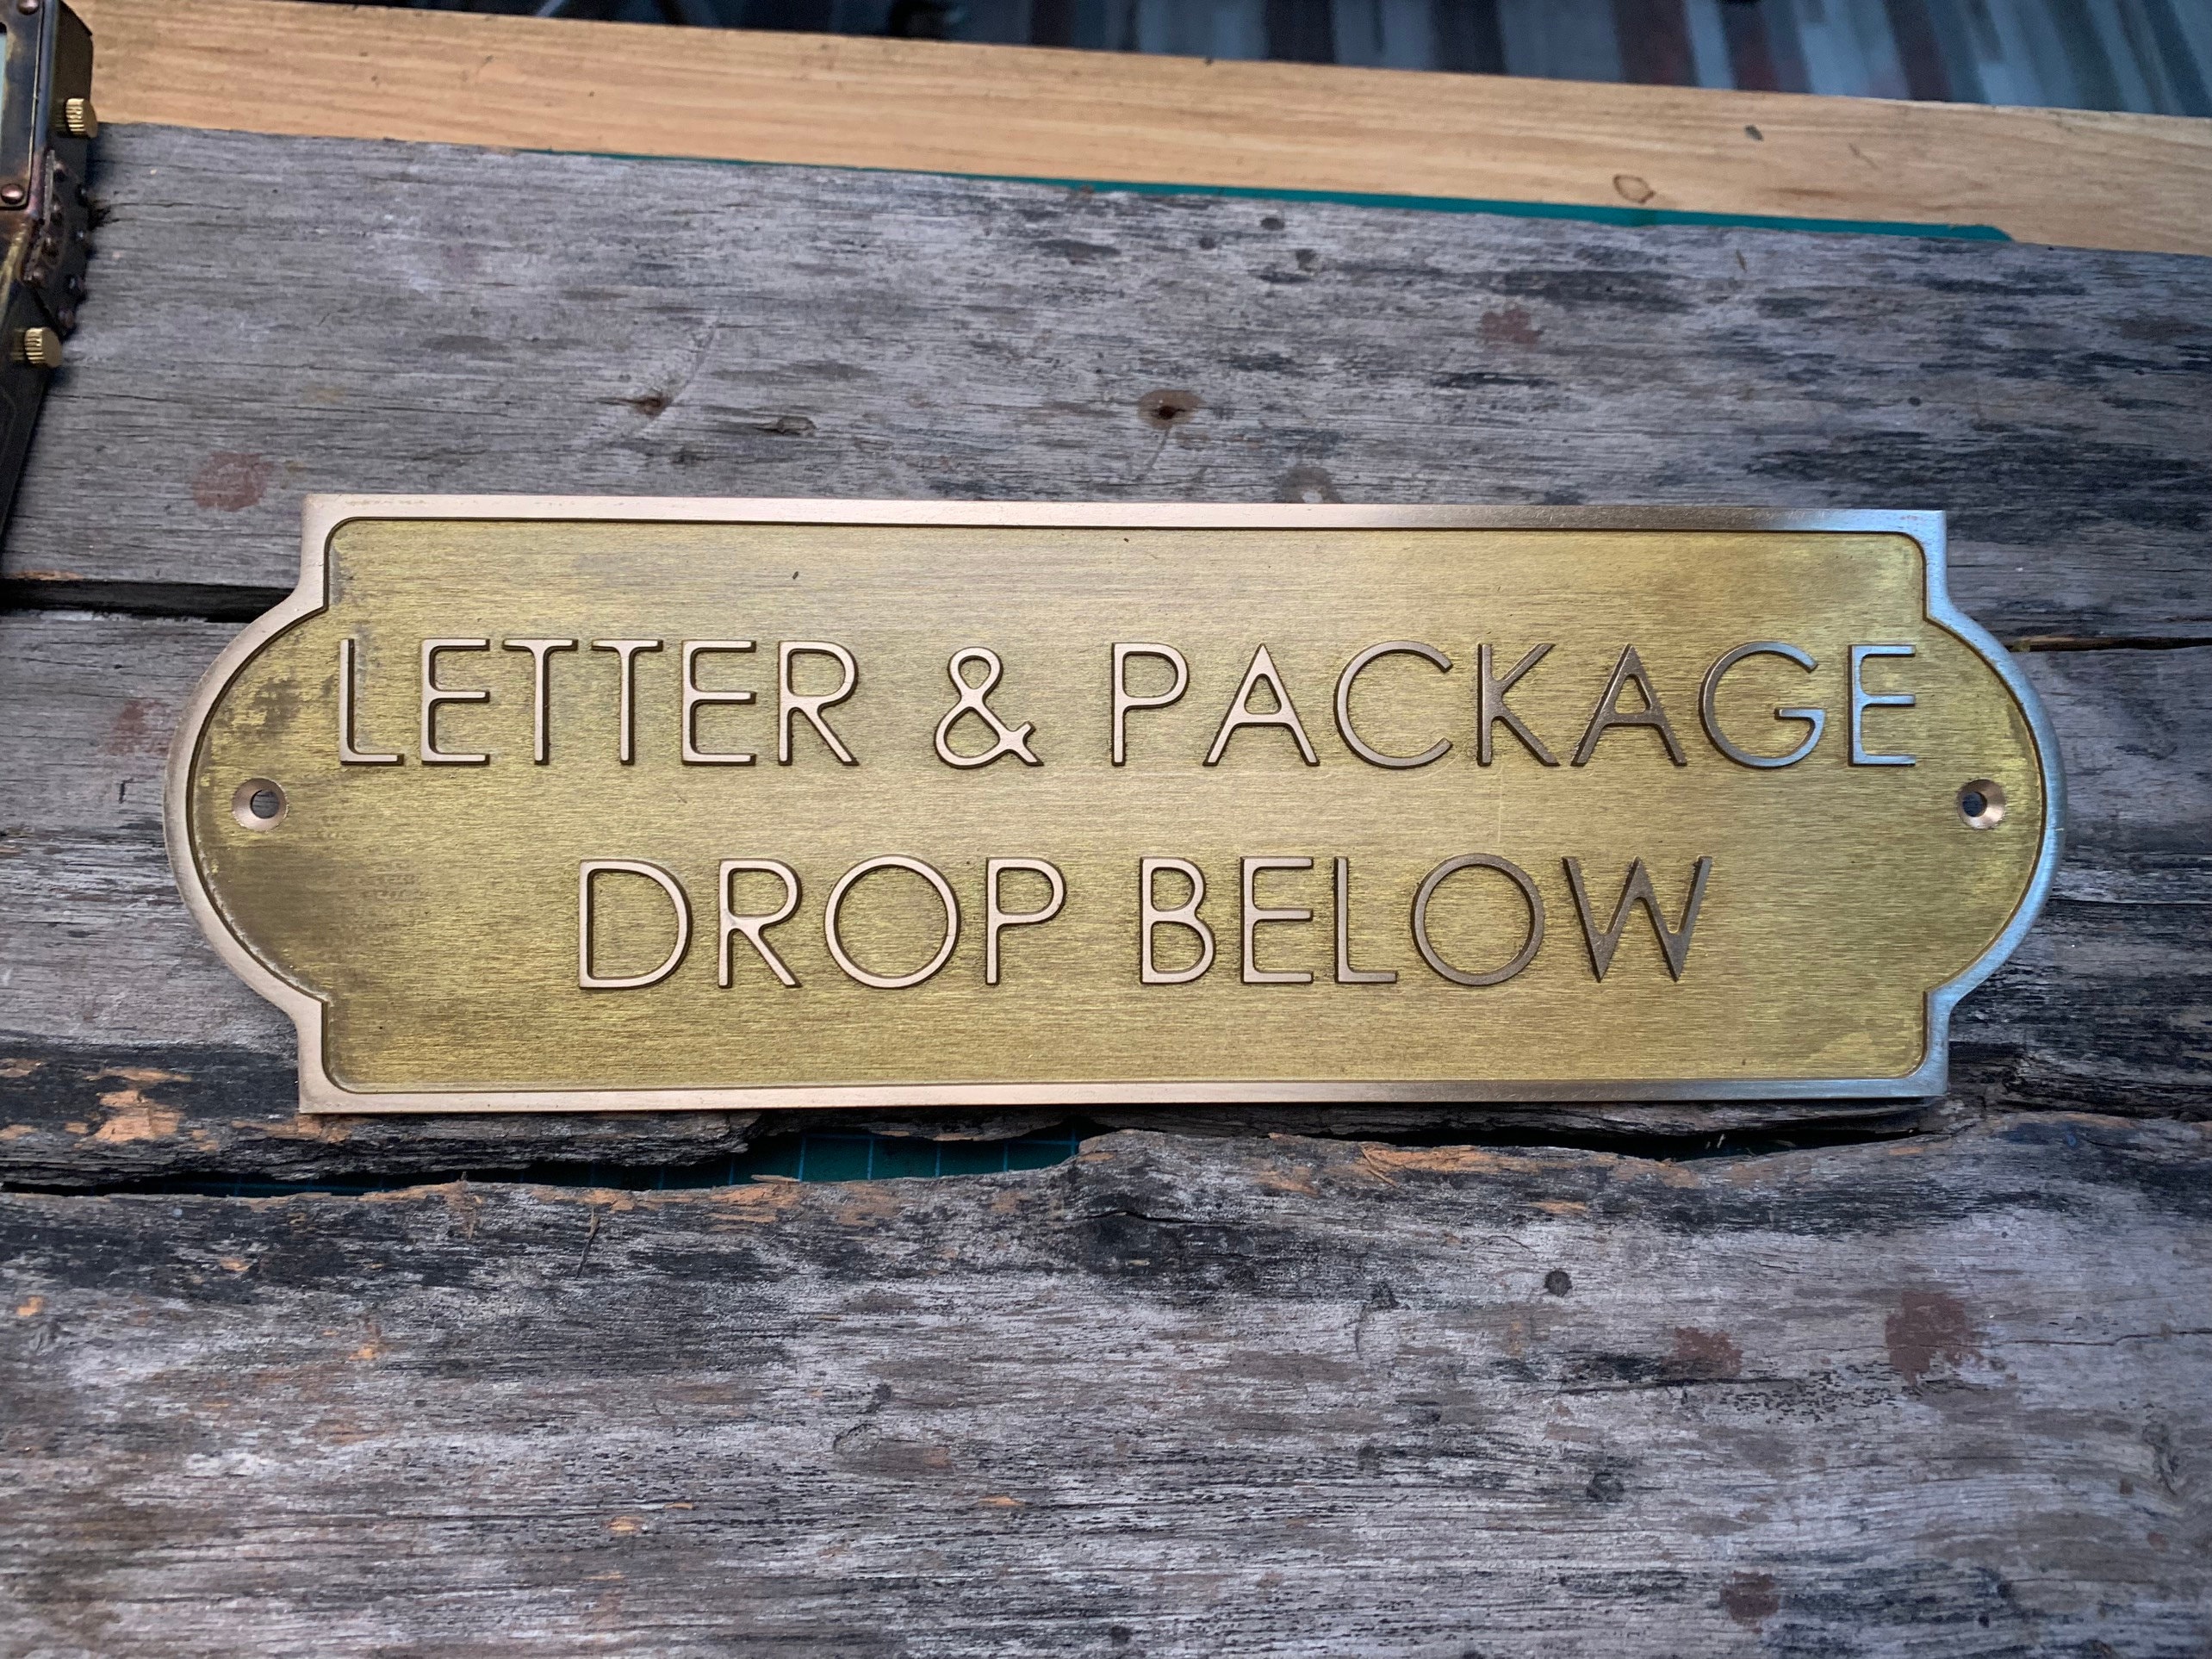 LETTER & PACKAGE
DROP BELOW